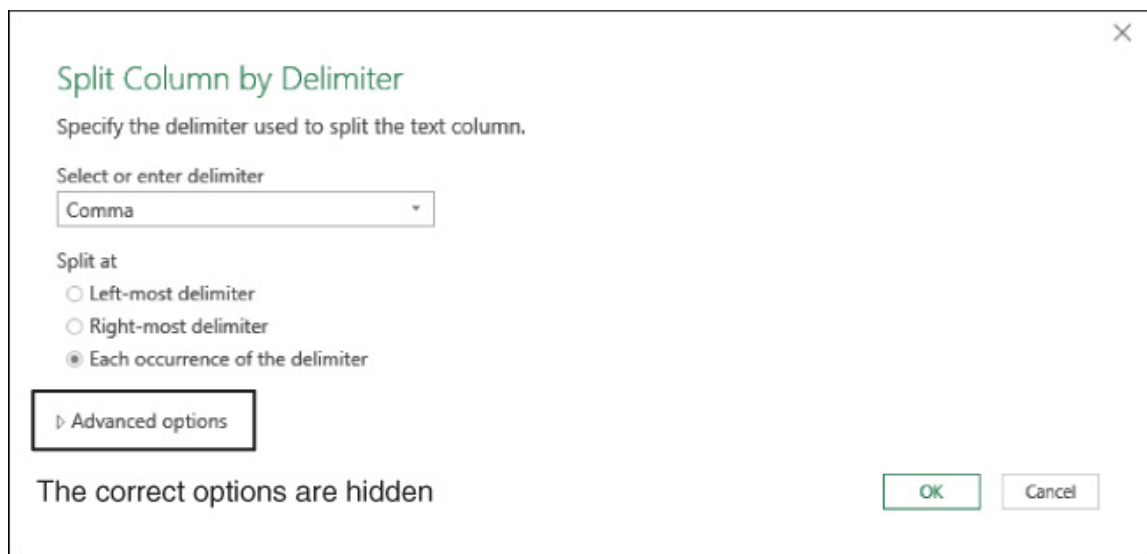 Split Column by Delimiter
Specify the delimiter used to split the text column.
Select or enter delimiter
Comma
Split at
Left-most delimiter
Right-most delimiter
Each occurrence of the delimiter
Advanced options
The correct options are hidden
OK Cancel